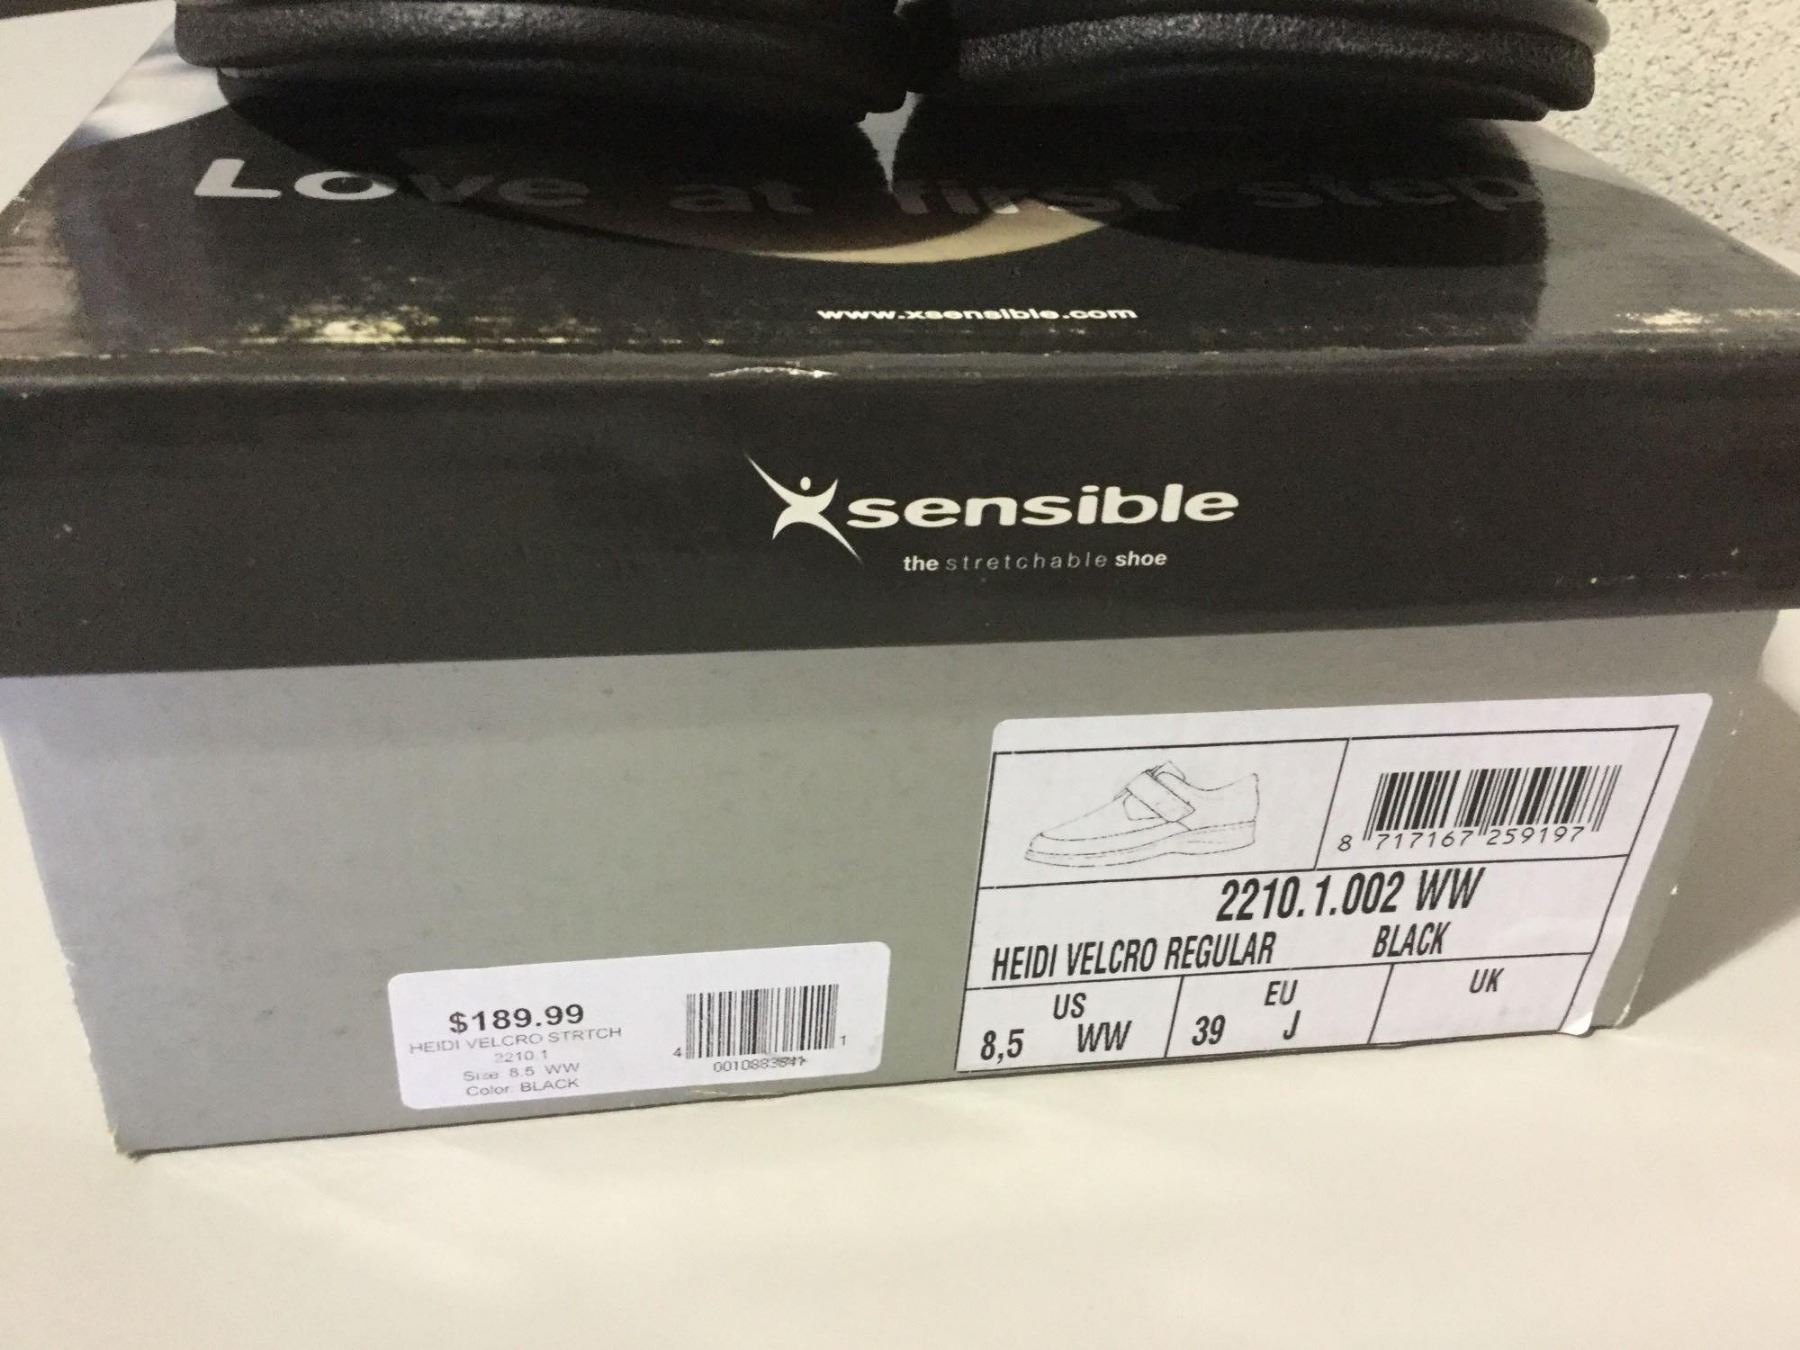 Love at first step
www.xsensible.com
Xsensible
the stretchable shoe
8 717167 259197
2210.1.002 WW
HEIDI VELCRO REGULAR BLACK
US EU UK
8,5 WW 39 J
$189.99
HEIDI VELCRO STRTCH
2210.1
Size: 8.5 WW
Color: BLACK
4 1